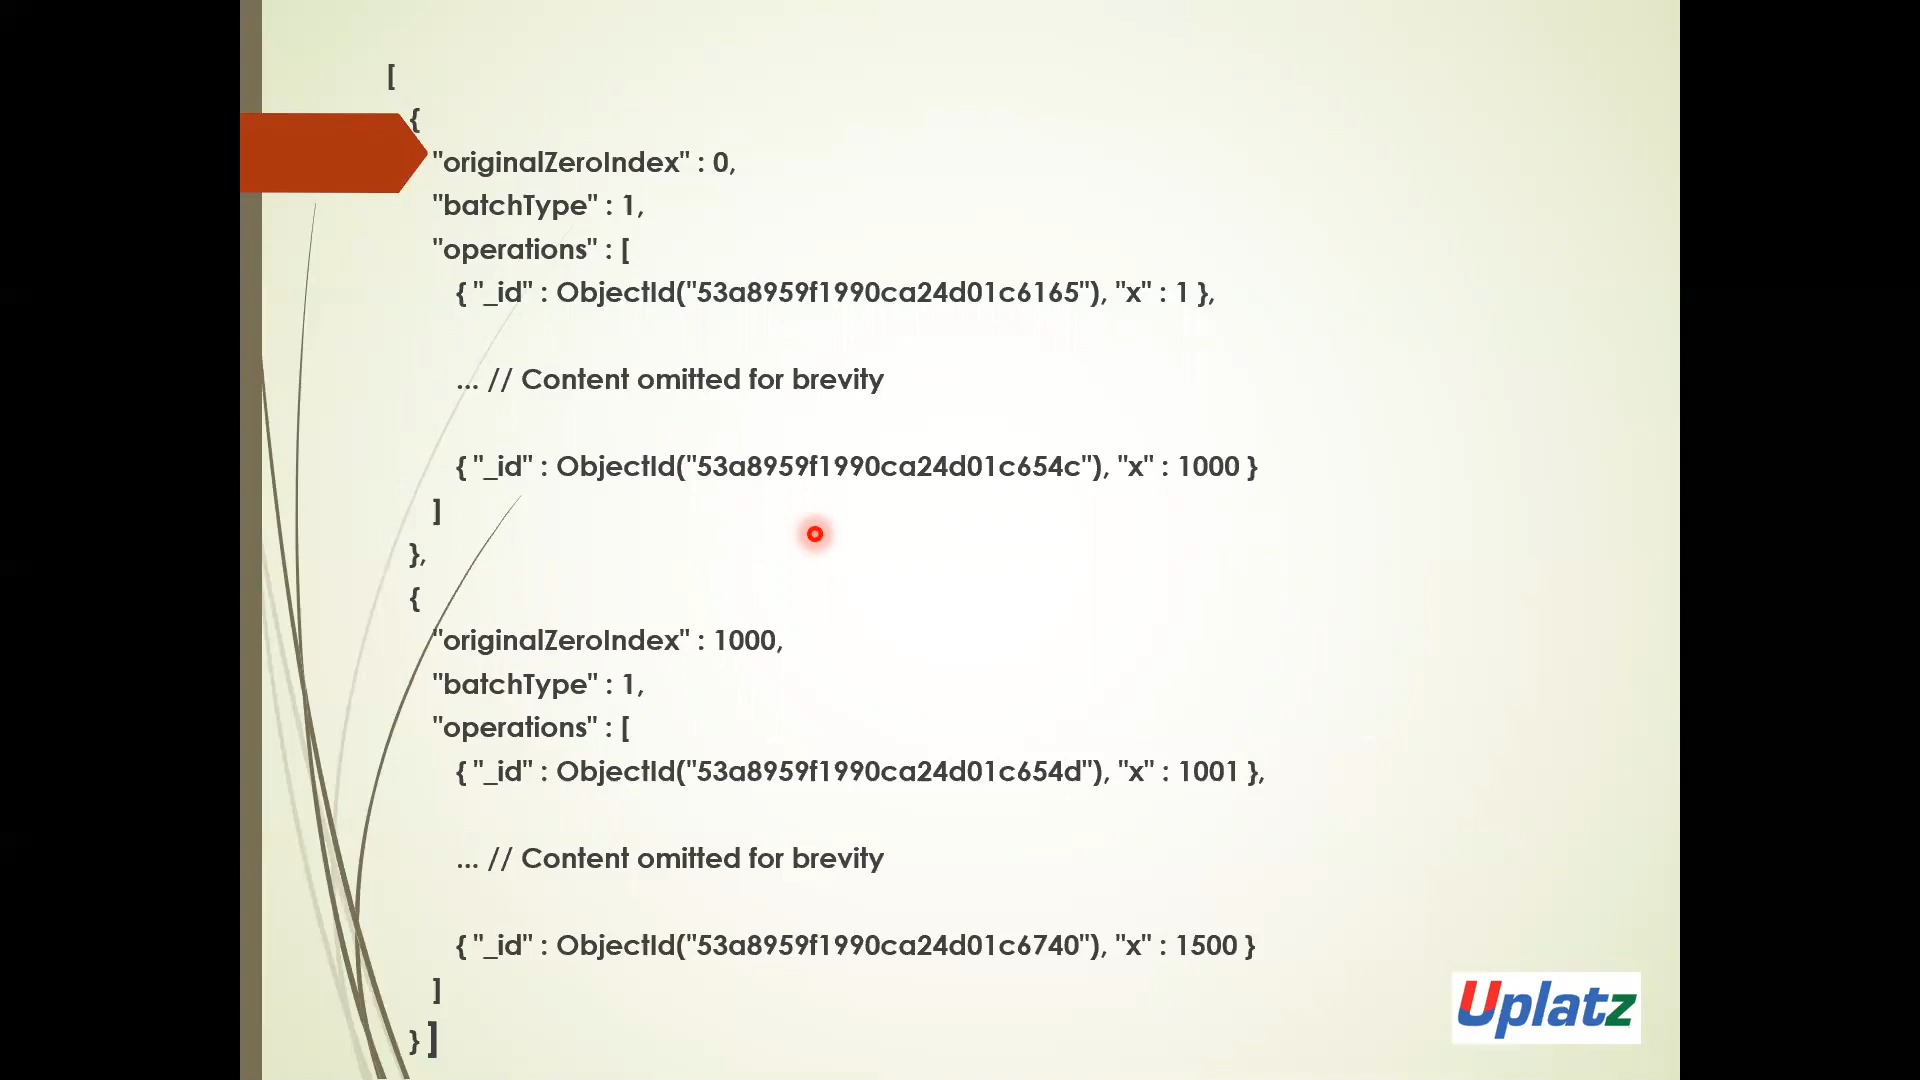 [
{
"originalZeroIndex" : 0,
"batchType" : 1,
"operations" : [
{ "_id" : ObjectId("53a8959f1990ca24d01c6165"), "x" : 1 },
... // Content omitted for brevity
{ "_id" : ObjectId("53a8959f1990ca24d01c654c"), "x" : 1000 }
]
},
{
"originalZeroIndex" : 1000,
"batchType" : 1,
"operations" : [
{ "_id" : ObjectId("53a8959f1990ca24d01c654d"), "x" : 1001 },
... // Content omitted for brevity
{ "_id" : ObjectId("53a8959f1990ca24d01c6740"), "x" : 1500 }
]
} ]
Uplatz